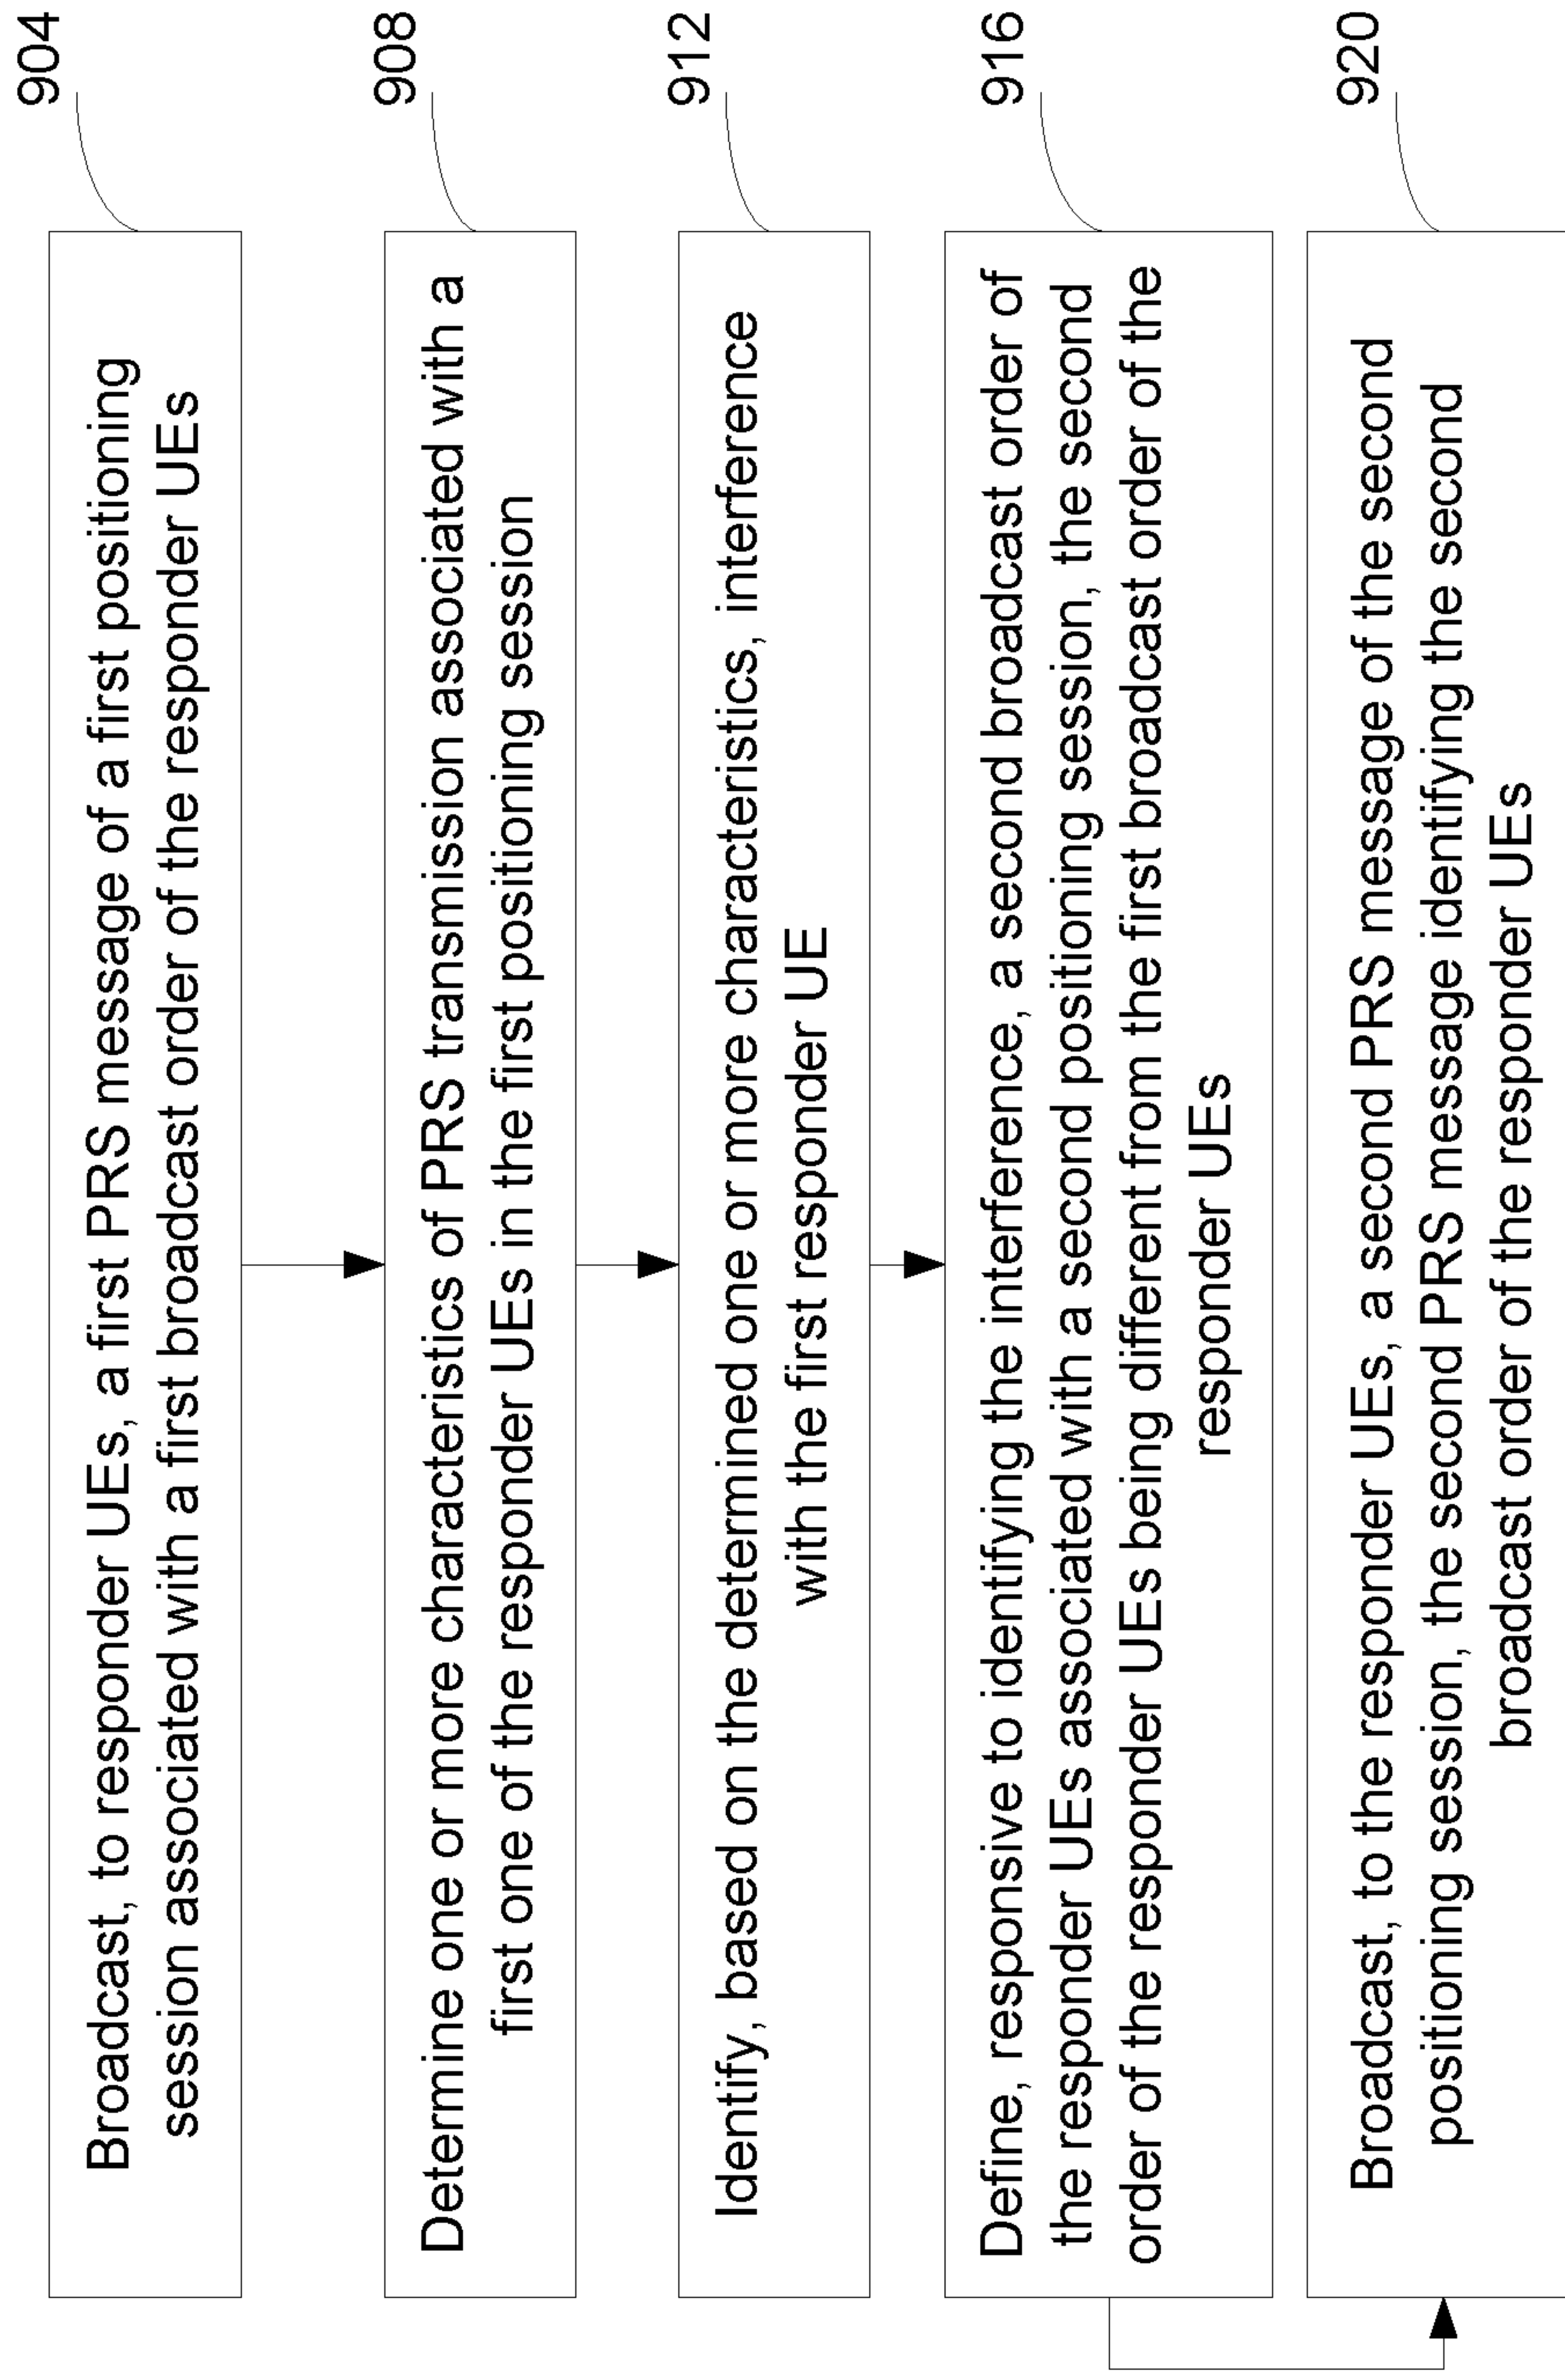 904
Broadcast, to responder UEs, a first PRS message of a first positioning
session associated with a first broadcast order of the responder UEs
908
Determine one or more characteristics of PRS transmission associated with a
first one of the responder UEs in the first positioning session
912
Identify, based on the determined one or more characteristics, interference
with the first responder UE
916
Define, responsive to identifying the interference, a second broadcast order of
the responder UEs associated with a second positioning session, the second
order of the responder UEs being different from the first broadcast order of the
responder UEs
920
Broadcast, to the responder UEs, a second PRS message of the second
positioning session, the second PRS message identifying the second
broadcast order of the responder UEs